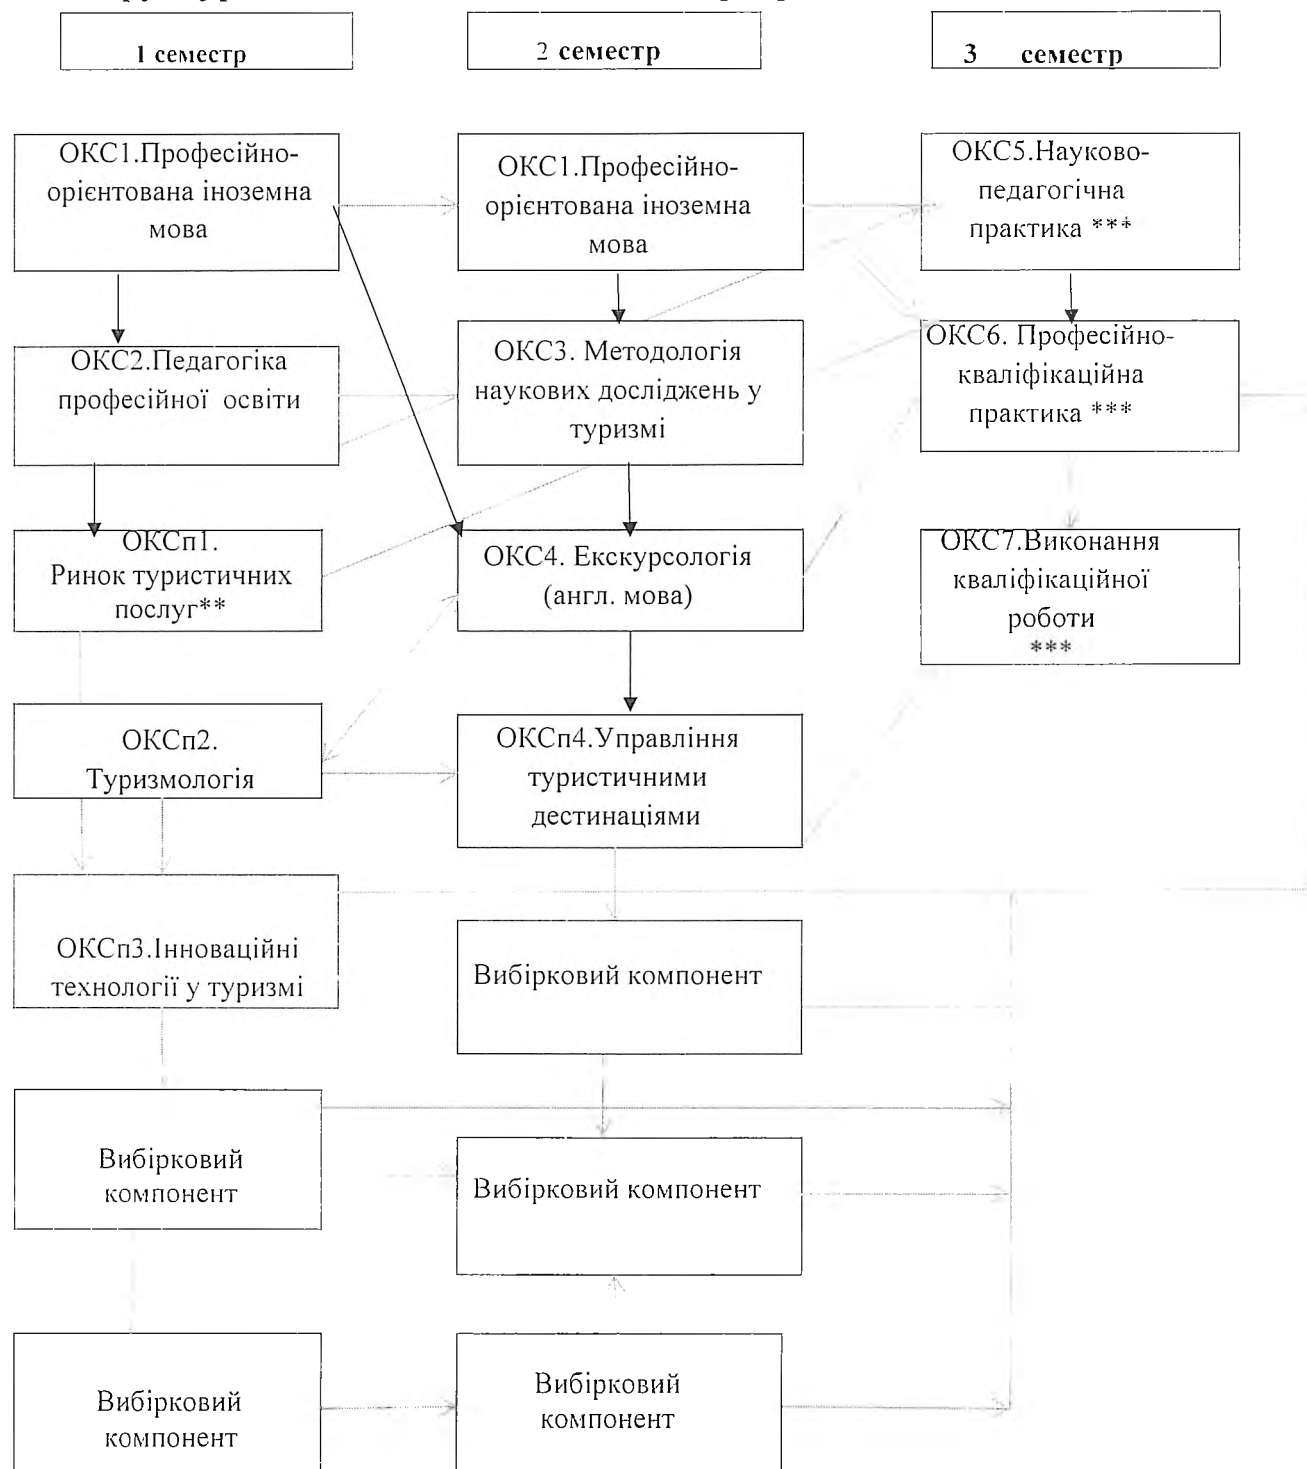 1 семестр
2 семестр
3 семестр
ОКС1.Професійно-
орієнтована іноземна
мова
ОКС1.Професійно-
орієнтована іноземна
мова
ОКС5.Науково-
педагогічна
практика ***
ОКС2.Педагогіка
професійної освіти
ОКС3. Методологія
наукових досліджень у
туризмі
ОКС6. Професійно-
кваліфікаційна
практика ***
ОКСп1.
Ринок туристичних
послуг**
ОКС4. Екскурсологія
(англ. мова)
ОКС7.Виконання
кваліфікаційної
роботи
***
ОКСп2.
Туризмологія
ОКСп4.Управління
туристичними
дестинаціями
ОКСп3.Інноваційні
технології у туризмі
Вибірковий компонент
Вибірковий
компонент
Вибірковий компонент
Вибірковий
компонент
Вибірковий
компонент